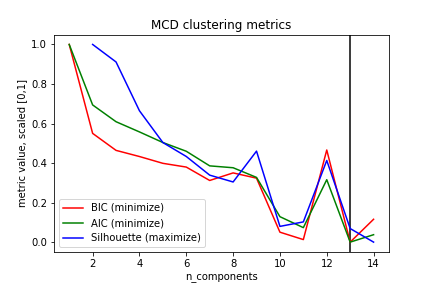 MCD clustering metrics
metric value, scaled [0,1]
1.0
0.8
0.6
0.4
0.2
0.0
BIC (minimize)
AIC (minimize)
Silhouette (maximize)
2 4 6 8 10 12 14
n_components